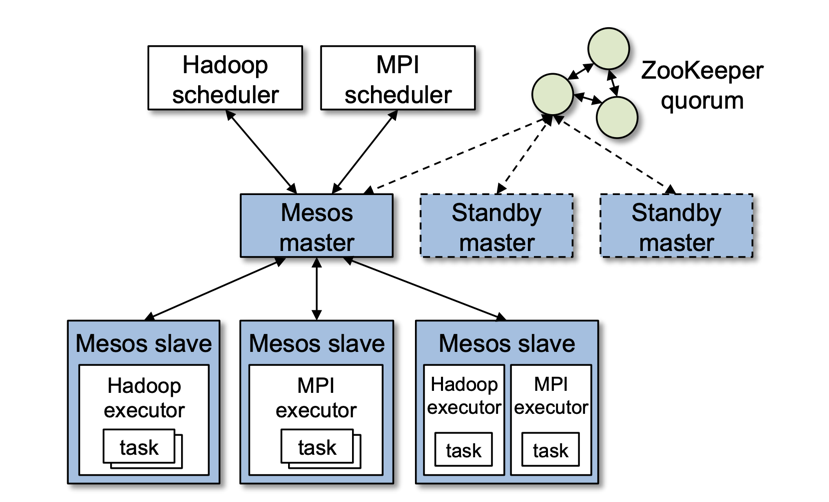 Hadoop
scheduler
MPI
scheduler
ZooKeeper
quorum
Mesos
master
Standby
master
Standby
master
Mesos slave
Hadoop
executor
task
Mesos slave
MPI
executor
task
Mesos slave
Hadoop
executor
task
MPI
executor
task